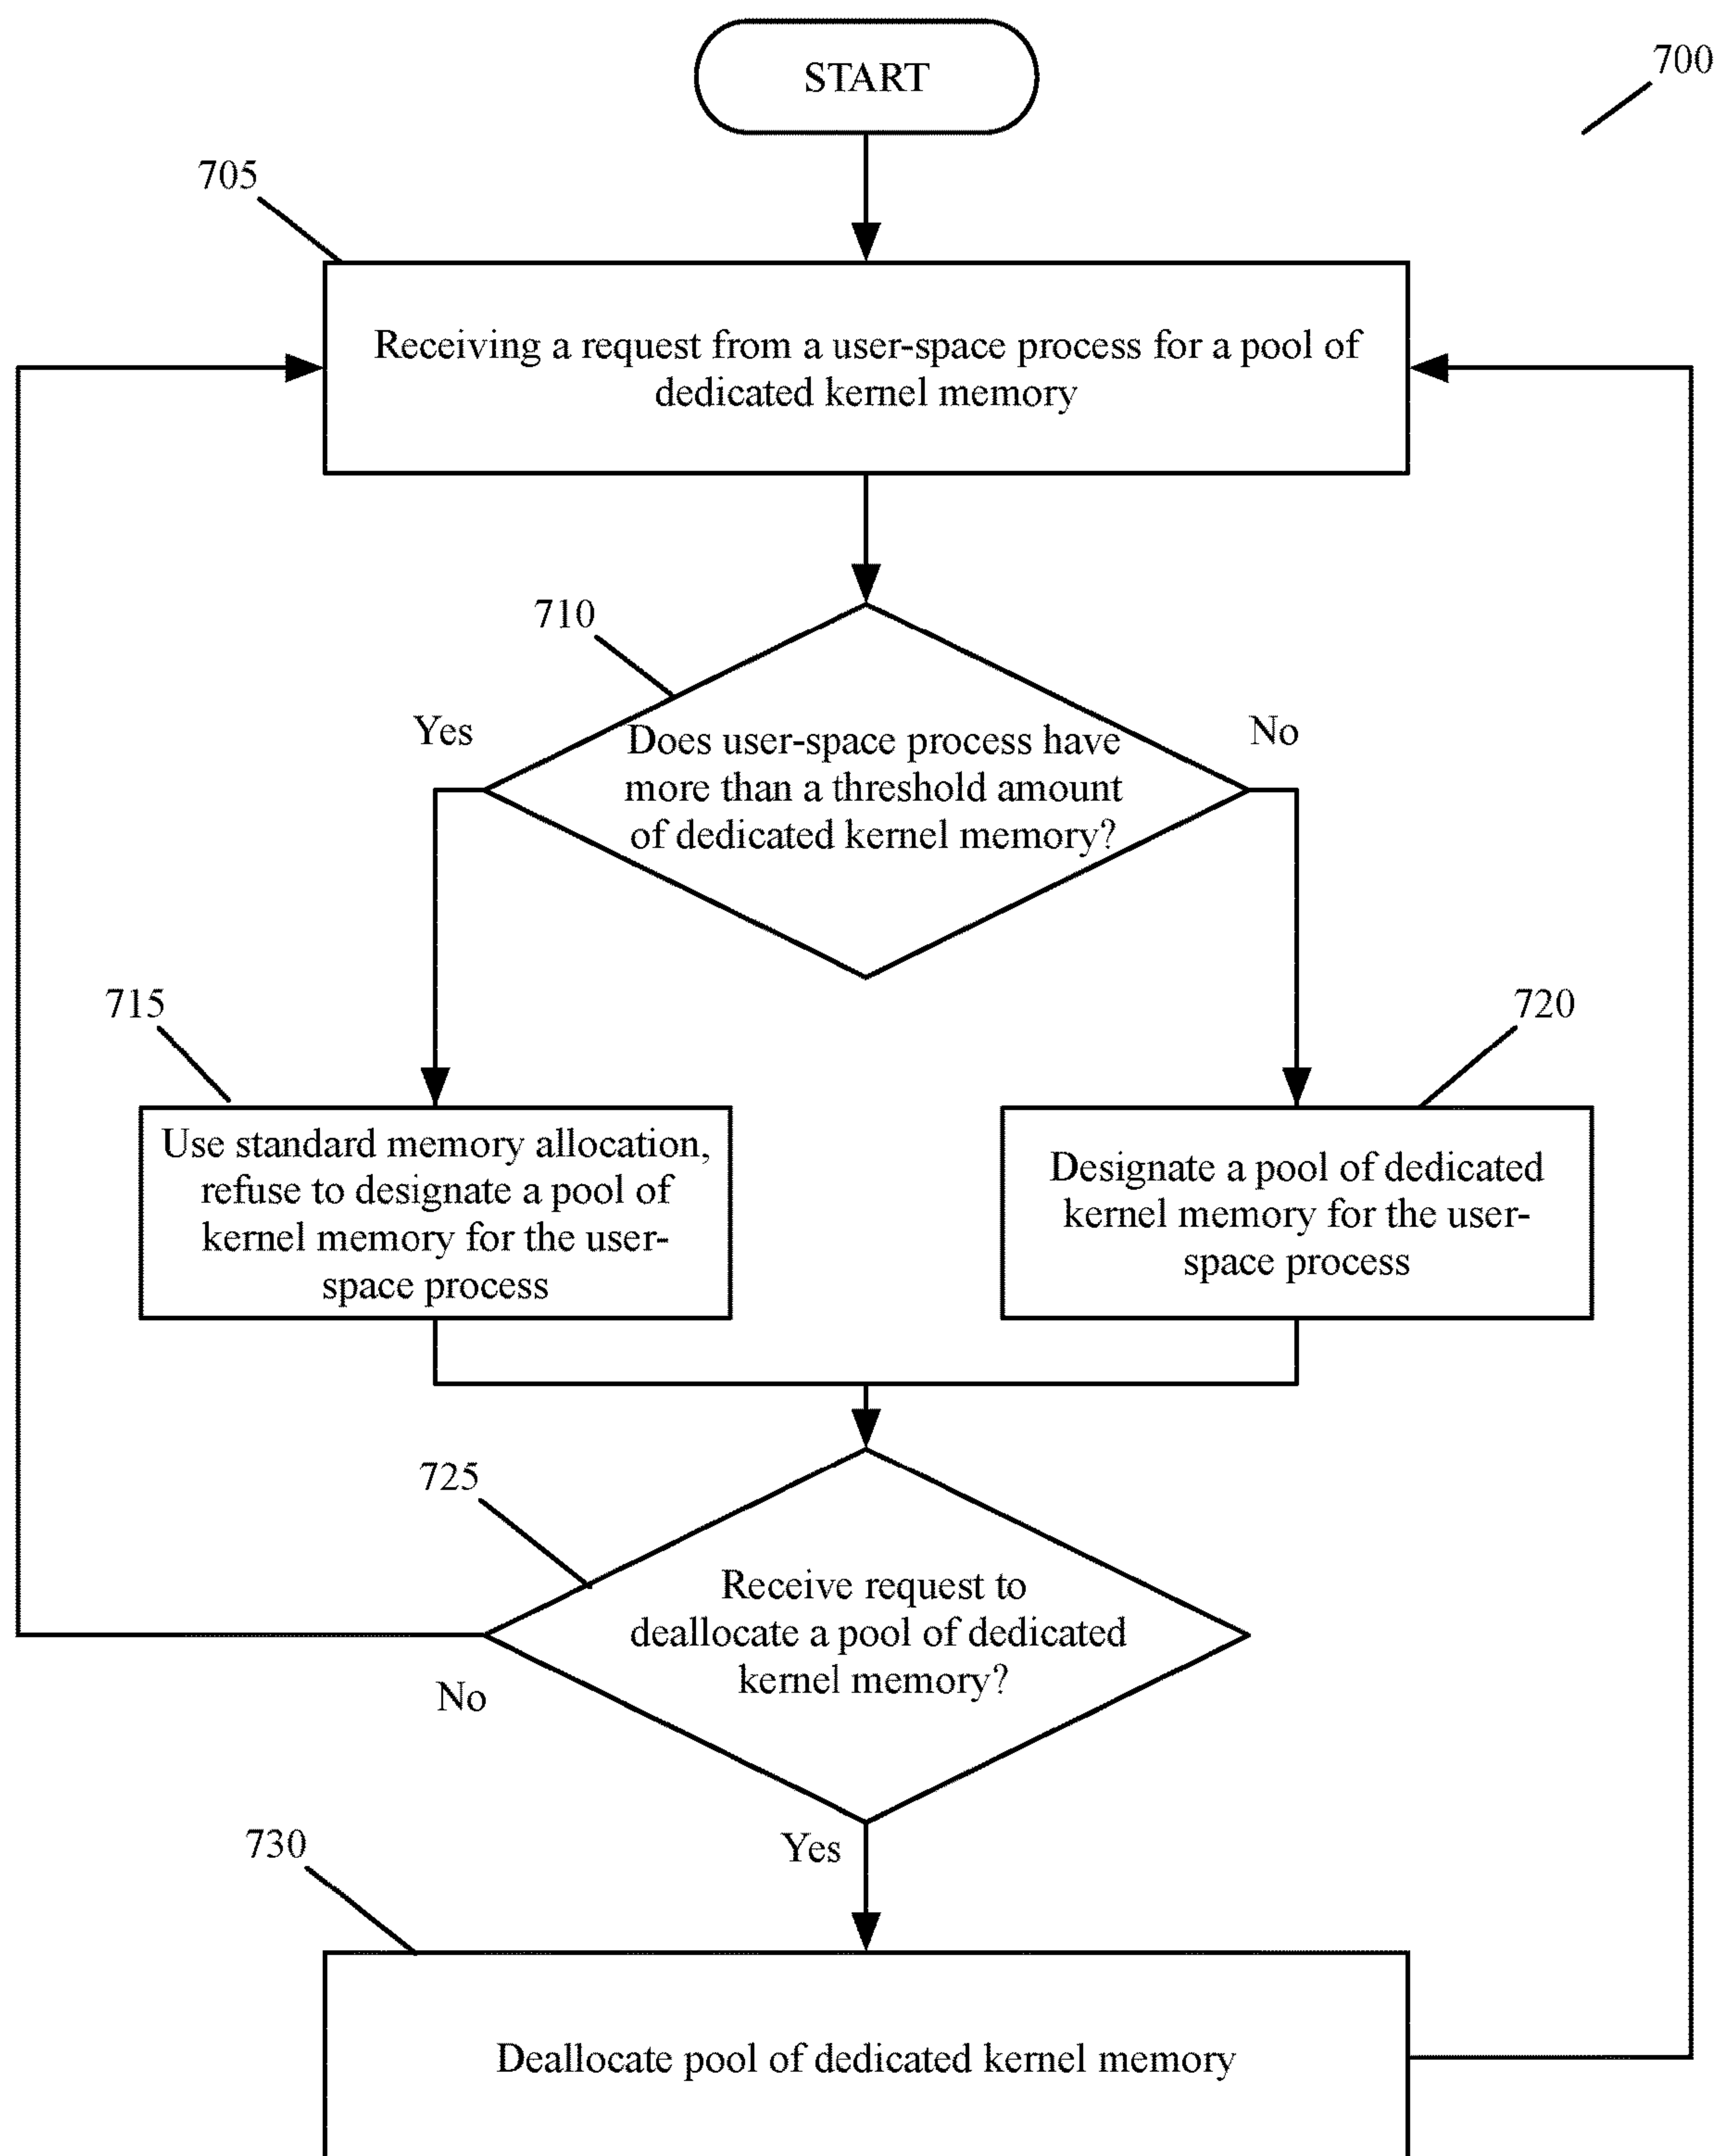 START
700
705
Receiving a request from a user-space process for a pool of
dedicated kernel memory
710
Yes
No
Does user-space process have
more than a threshold amount
of dedicated kernel memory?
715
720
Use standard memory allocation,
refuse to designate a pool of
kernel memory for the user-
space process
Designate a pool of dedicated
kernel memory for the user-
space process
725
Receive request to
deallocate a pool of dedicated
kernel memory?
No
Yes
730
Deallocate pool of dedicated kernel memory